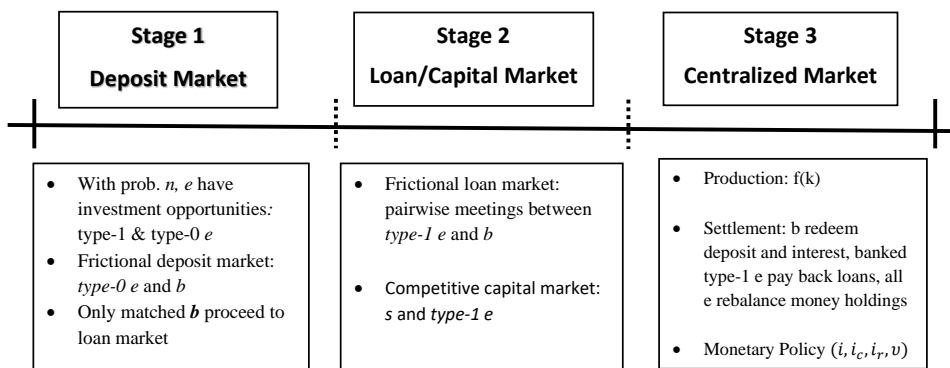 Stage 1
Deposit Market
Stage 2
Loan/Capital Market
Stage 3
Centralized Market
• With prob. n, e have
investment opportunities:
type-1 & type-0 e
• Frictional deposit market:
type-0 e and b
• Only matched b proceed to
loan market
• Frictional loan market:
pairwise meetings between
type-1 e and b
• Competitive capital market:
s and type-1 e
• Production: f(k)
• Settlement: b redeem
deposit and interest, banked
type-1 e pay back loans, all
e rebalance money holdings
• Monetary Policy (i, i_c, i_r, υ)